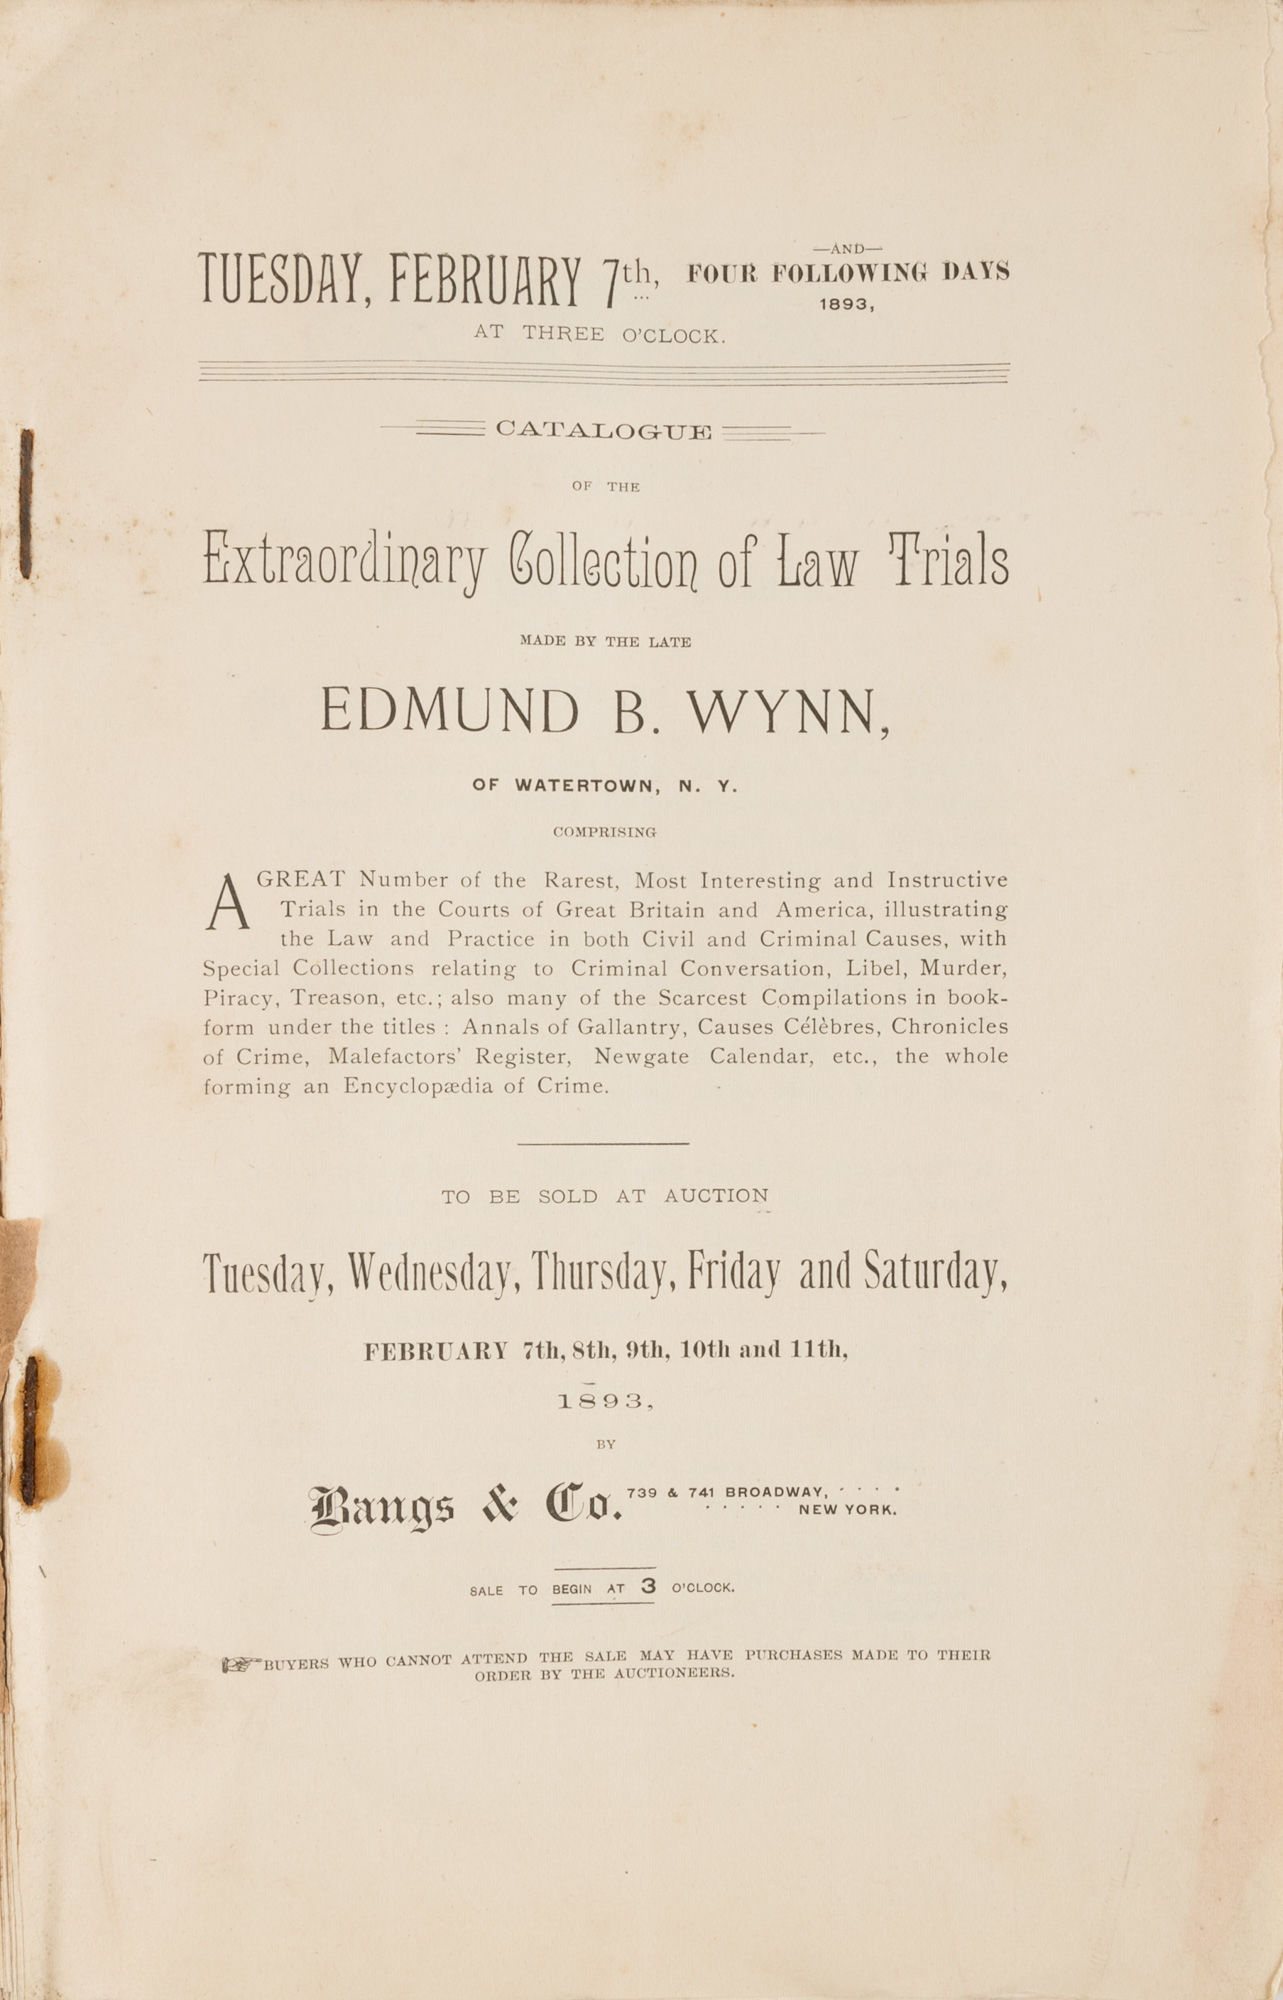 TUESDAY, FEBRUARY 7th, —AND— FOUR FOLLOWING DAYS 1893,
AT THREE O'CLOCK.
CATALOGUE
OF THE
Extraordinary Collection of Law Trials
MADE BY THE LATE
EDMUND B. WYNN,
OF WATERTOWN, N. Y.
COMPRISING
A GREAT Number of the Rarest, Most Interesting and Instructive
Trials in the Courts of Great Britain and America, illustrating
the Law and Practice in both Civil and Criminal Causes, with
Special Collections relating to Criminal Conversation, Libel, Murder,
Piracy, Treason, etc.; also many of the Scarcest Compilations in book-
form under the titles : Annals of Gallantry, Causes Célèbres, Chronicles
of Crime, Malefactors' Register, Newgate Calendar, etc., the whole
forming an Encyclopædia of Crime.
TO BE SOLD AT AUCTION
Tuesday, Wednesday, Thursday, Friday and Saturday,
FEBRUARY 7th, 8th, 9th, 10th and 11th,
1893,
BY
Bangs & Co. 739 & 741 BROADWAY, NEW YORK.
SALE TO BEGIN AT 3 O'CLOCK.
☞BUYERS WHO CANNOT ATTEND THE SALE MAY HAVE PURCHASES MADE TO THEIR
ORDER BY THE AUCTIONEERS.